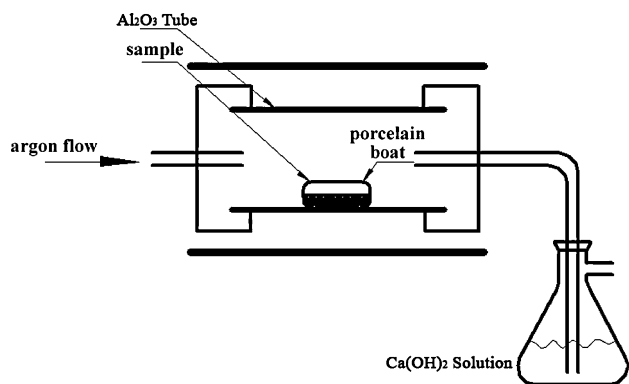 Al₂O₃ Tube
sample
argon flow
porcelain
boat
Ca(OH)₂ Solution